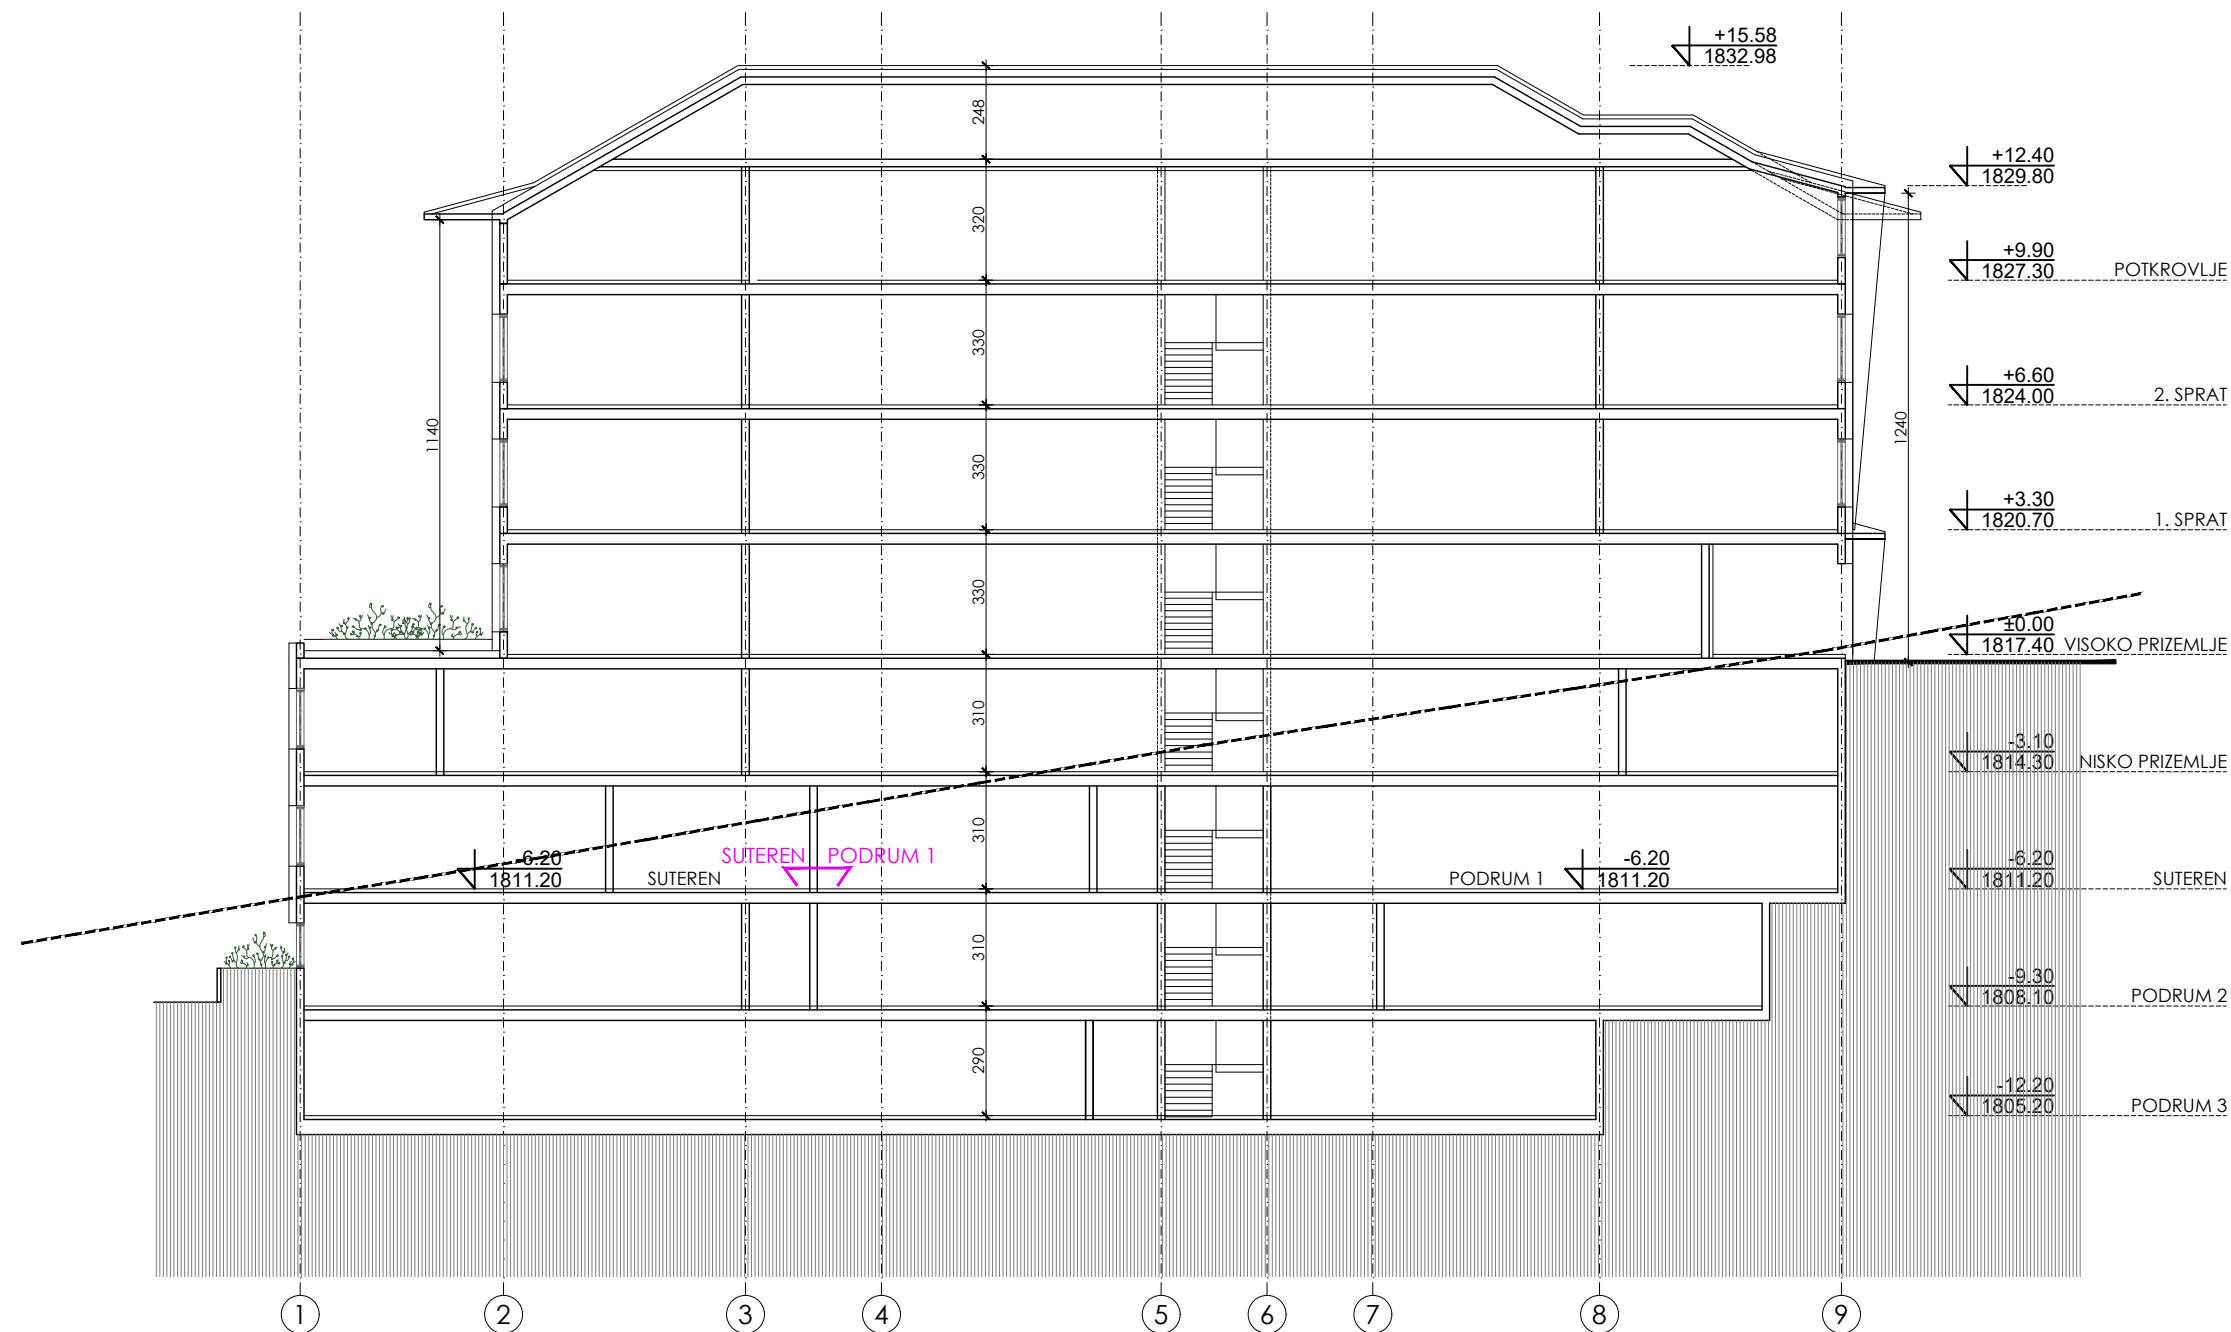 +15.58
1832.98
248
+12.40
1829.80
320
+9.90
1827.30 POTKROVLJE
330
+6.60
1824.00 2. SPRAT
1140
1240
330
+3.30
1820.70 1. SPRAT
330
±0.00
1817.40 VISOKO PRIZEMLJE
310
-3.10
1814.30 NISKO PRIZEMLJE
310
-6.20
1811.20 SUTEREN
SUTEREN PODRUM 1
PODRUM 1
-6.20
1811.20
-6.20
1811.20 SUTEREN
310
-9.30
1808.10 PODRUM 2
290
-12.20
1805.20 PODRUM 3
1 2 3 4 5 6 7 8 9